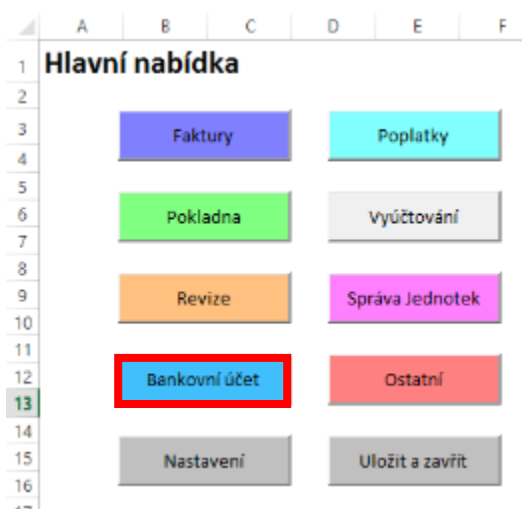 A B C D E F
1 Hlavní nabídka
2
3 Faktury Poplatky
4
5
6 Pokladna Vyúčtování
7
8
9 Revize Správa Jednotek
10
11
12 Bankovní účet Ostatní
13
14
15 Nastavení Uložit a zavřít
16
17